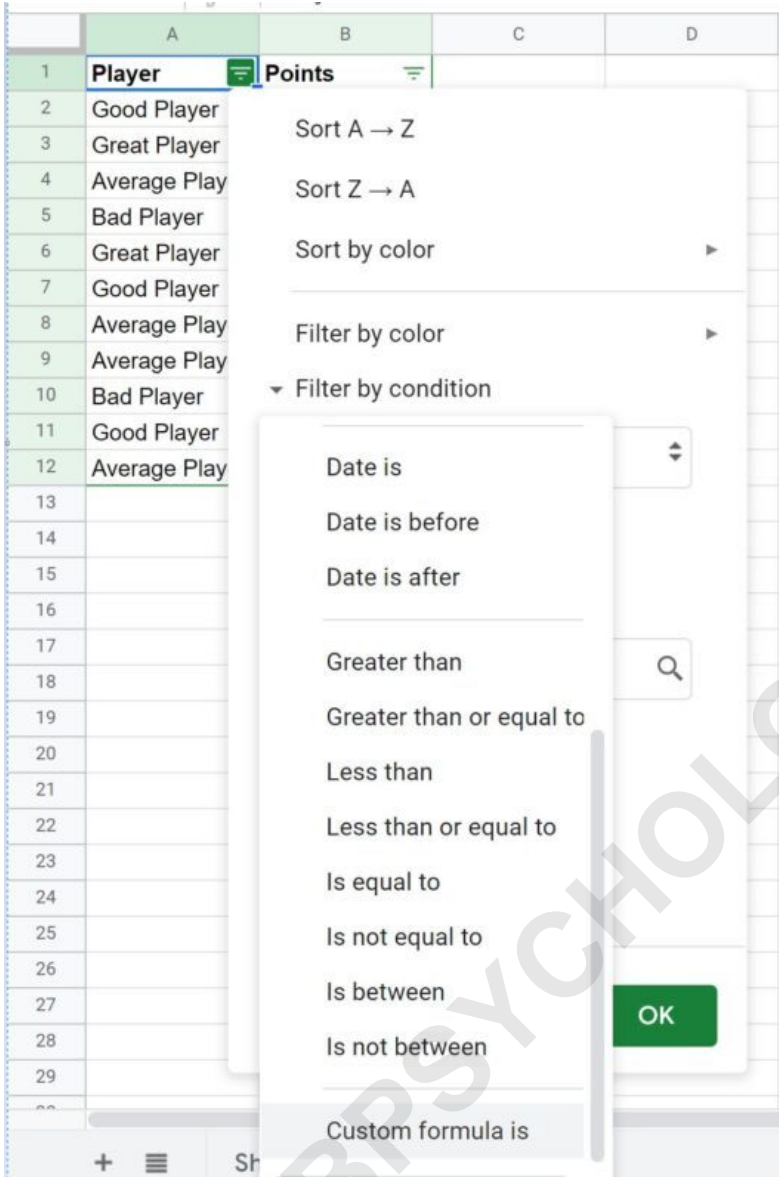 A B C D
1 Player Points
2 Good Player
3 Great Player
4 Average Play
5 Bad Player
6 Great Player
7 Good Player
8 Average Play
9 Average Play
10 Bad Player
11 Good Player
12 Average Play
13
14
15
16
17
18
19
20
21
22
23
24
25
26
27
28
29
Sort A → Z
Sort Z → A
Sort by color
Filter by color
Filter by condition
Date is
Date is before
Date is after
Greater than
Greater than or equal to
Less than
Less than or equal to
Is equal to
Is not equal to
Is between
Is not between
Custom formula is
OK
+ Sh
BPSYCHOLO